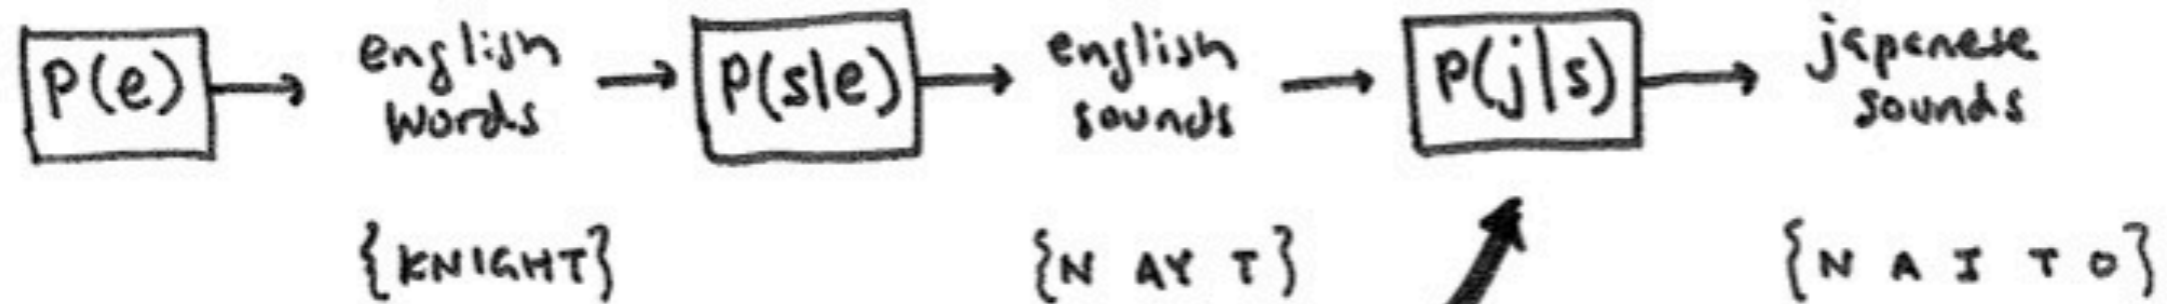 P(e) → english words → P(s|e) → english sounds → P(j|s) → japanese sounds
{KNIGHT} {N AY T} {N A I T O}